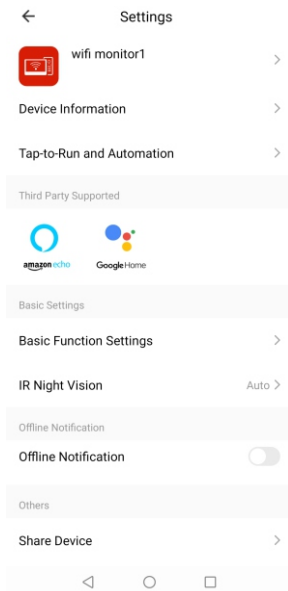 Settings
wifi monitor1
Device Information
Tap-to-Run and Automation
Third Party Supported
amazon echo
Google Home
Basic Settings
Basic Function Settings
IR Night Vision Auto
Offline Notification
Offline Notification
Others
Share Device